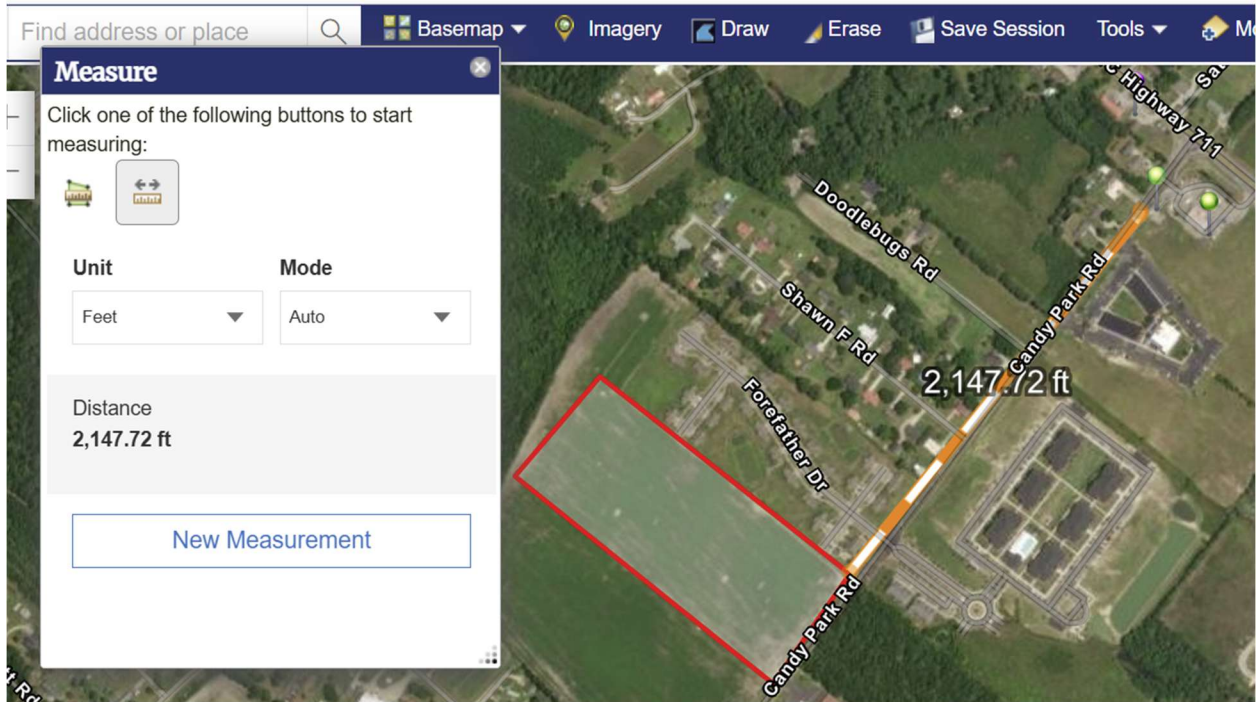 Find address or place
Basemap
Imagery
Draw
Erase
Save Session
Tools
Measure
Click one of the following buttons to start
measuring:
Unit
Mode
Feet
Auto
Distance
2,147.72 ft
New Measurement
Highway 711
Doodlebugs Rd
Candy Park Rd
Shawn F Rd
2,147.72 ft
Forefather Dr
Candy Park Rd
Rd